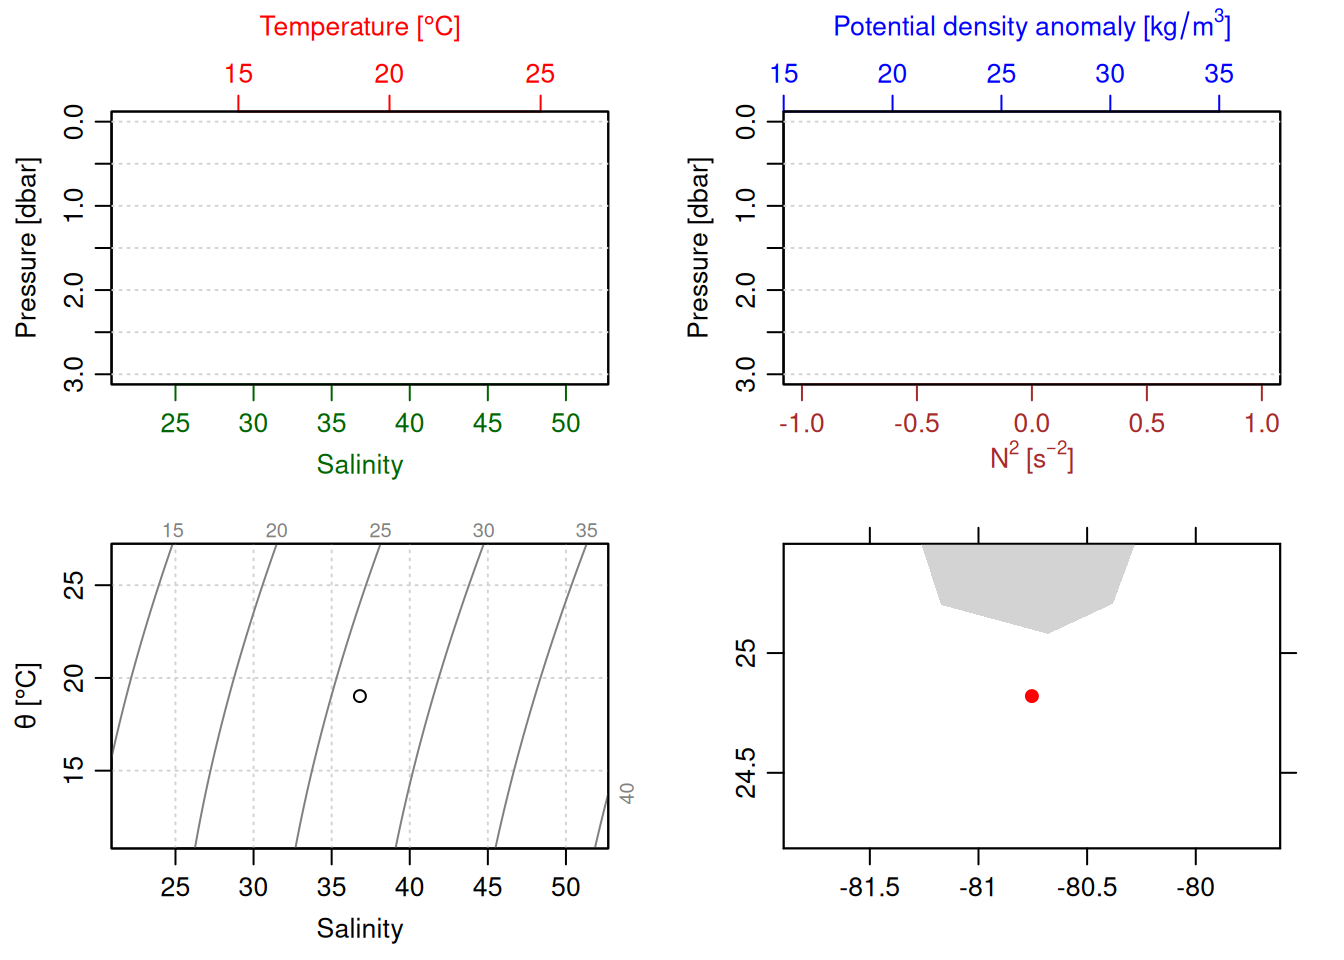 Temperature [°C]
15 20 25
Pressure [dbar]
0.0 1.0 2.0 3.0
25 30 35 40 45 50
Salinity
Potential density anomaly [kg/m³]
15 20 25 30 35
Pressure [dbar]
0.0 1.0 2.0 3.0
-1.0 -0.5 0.0 0.5 1.0
N² [s⁻²]
15 20 25 30 35
40
θ [°C]
25 20 15
25 30 35 40 45 50
Salinity
25
24.5
-81.5 -81 -80.5 -80